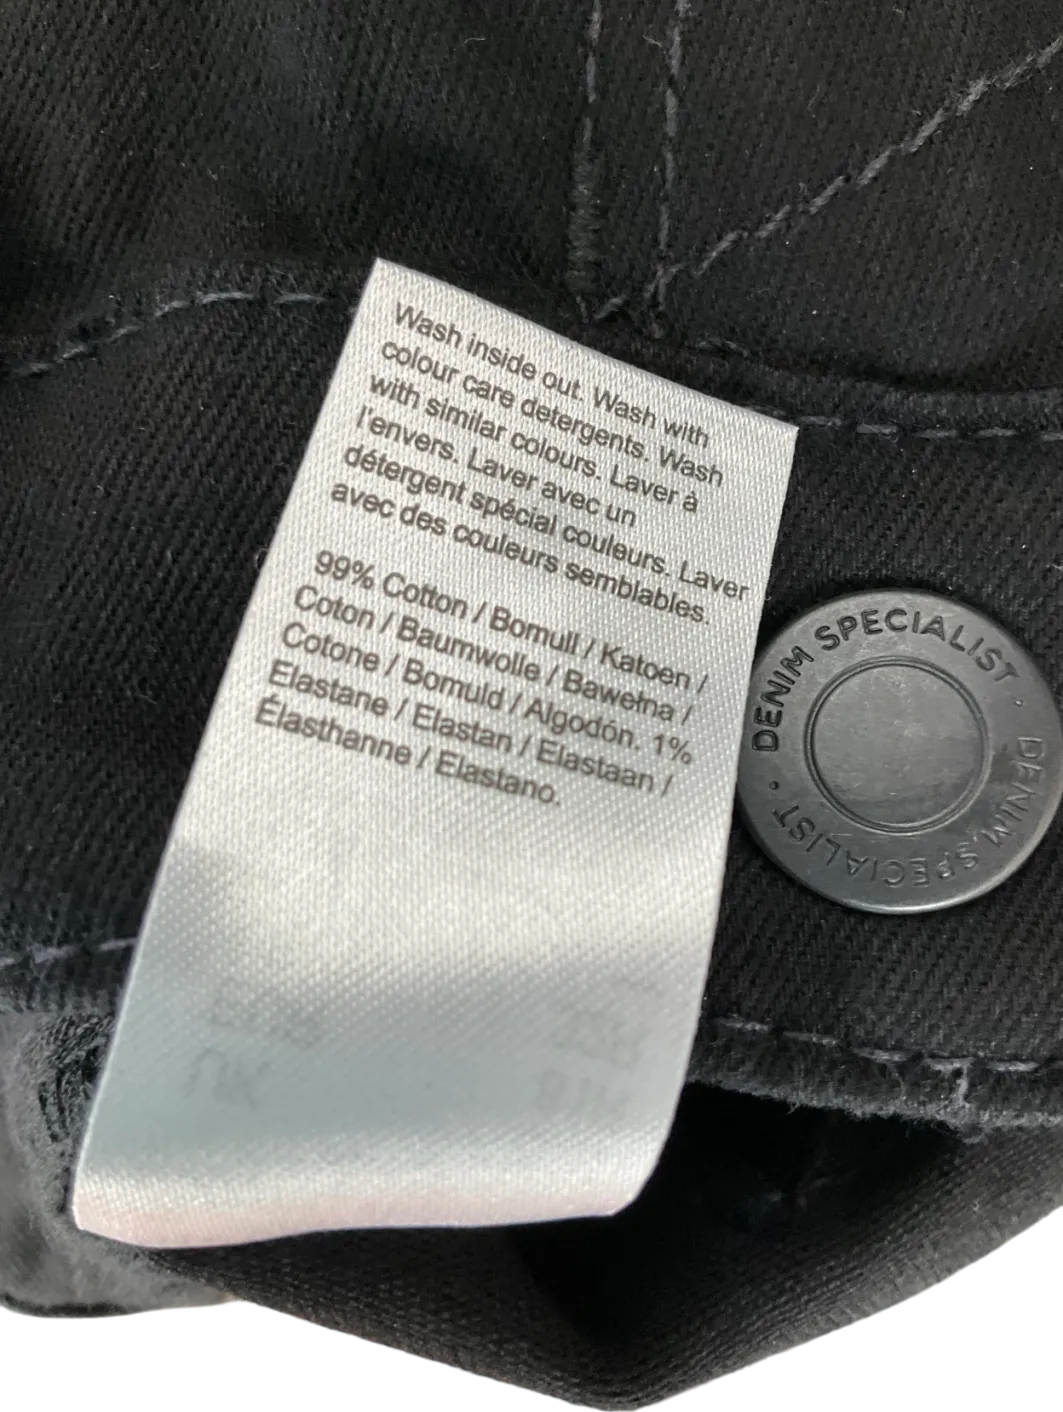 Wash inside out. Wash with
colour care detergents. Wash
with similar colours. Laver à
l'envers. Laver avec un
détergent spécial couleurs. Laver
avec des couleurs semblables.
99% Cotton / Bomull / Katoen /
Coton / Baumwolle / Bawełna /
Cotone / Bomuld / Algodón. 1%
Elastane / Elastan / Elastaan /
Élasthanne / Elastano.
DENIM SPECIALIST · DENIM SPECIALIST ·